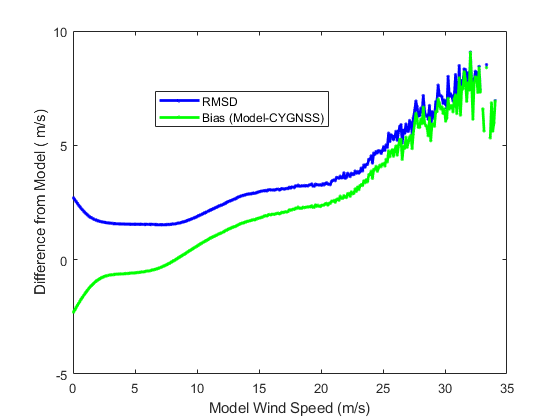 10
5
0
-5
Difference from Model ( m/s)
RMSD
Bias (Model-CYGNSS)
0 5 10 15 20 25 30 35
Model Wind Speed (m/s)